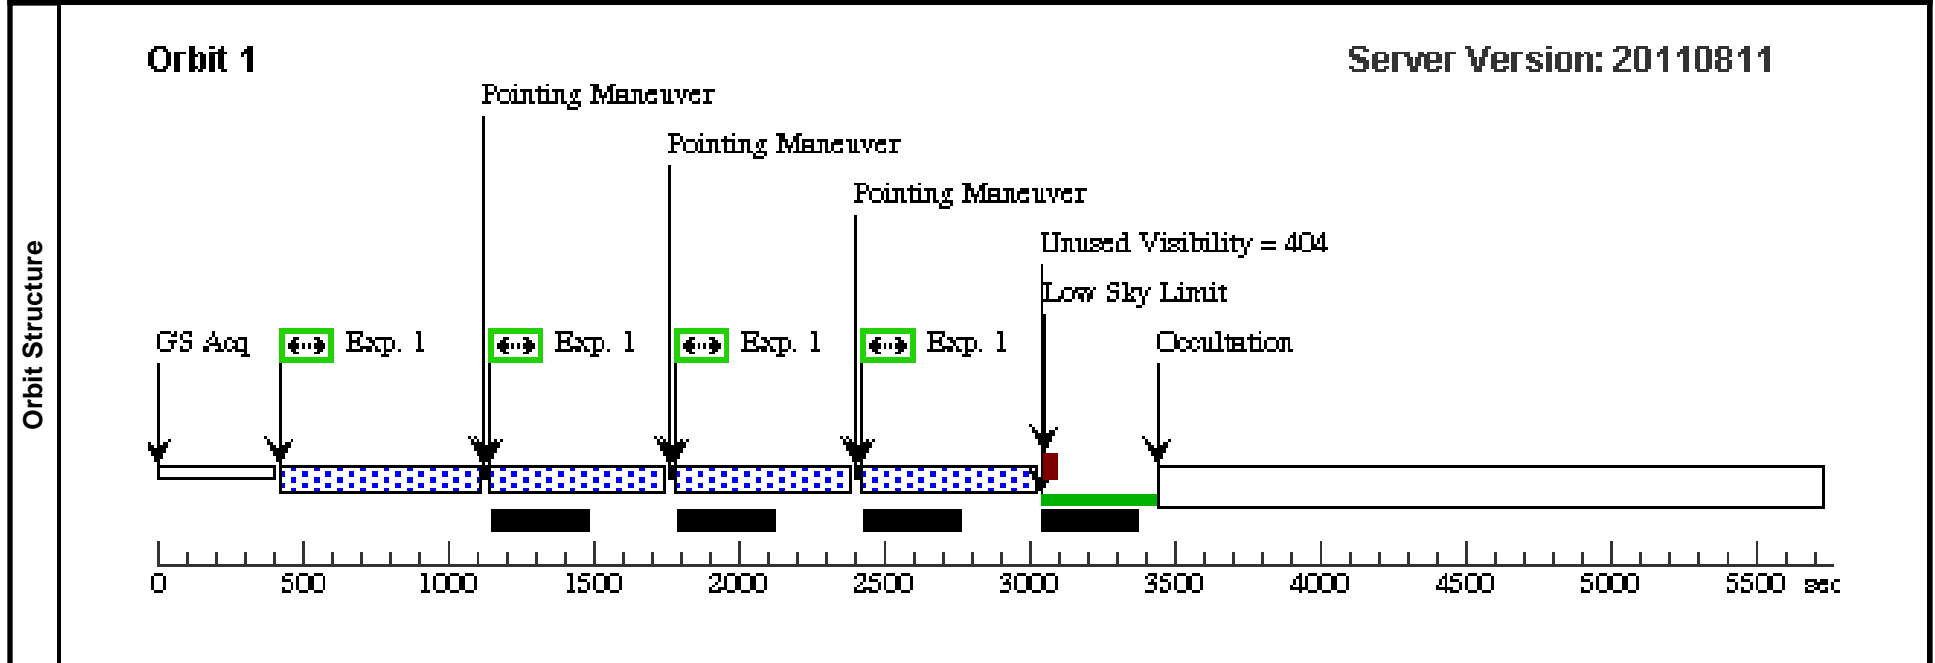 Orbit Structure
Orbit 1
Server Version: 20110811
Pointing Maneuver
Pointing Maneuver
Pointing Maneuver
Unused Visibility = 404
Low Sky Limit
GS Acq Exp. 1 Exp. 1 Exp. 1 Exp. 1 Occultation
0 500 1000 1500 2000 2500 3000 3500 4000 4500 5000 5500 sec